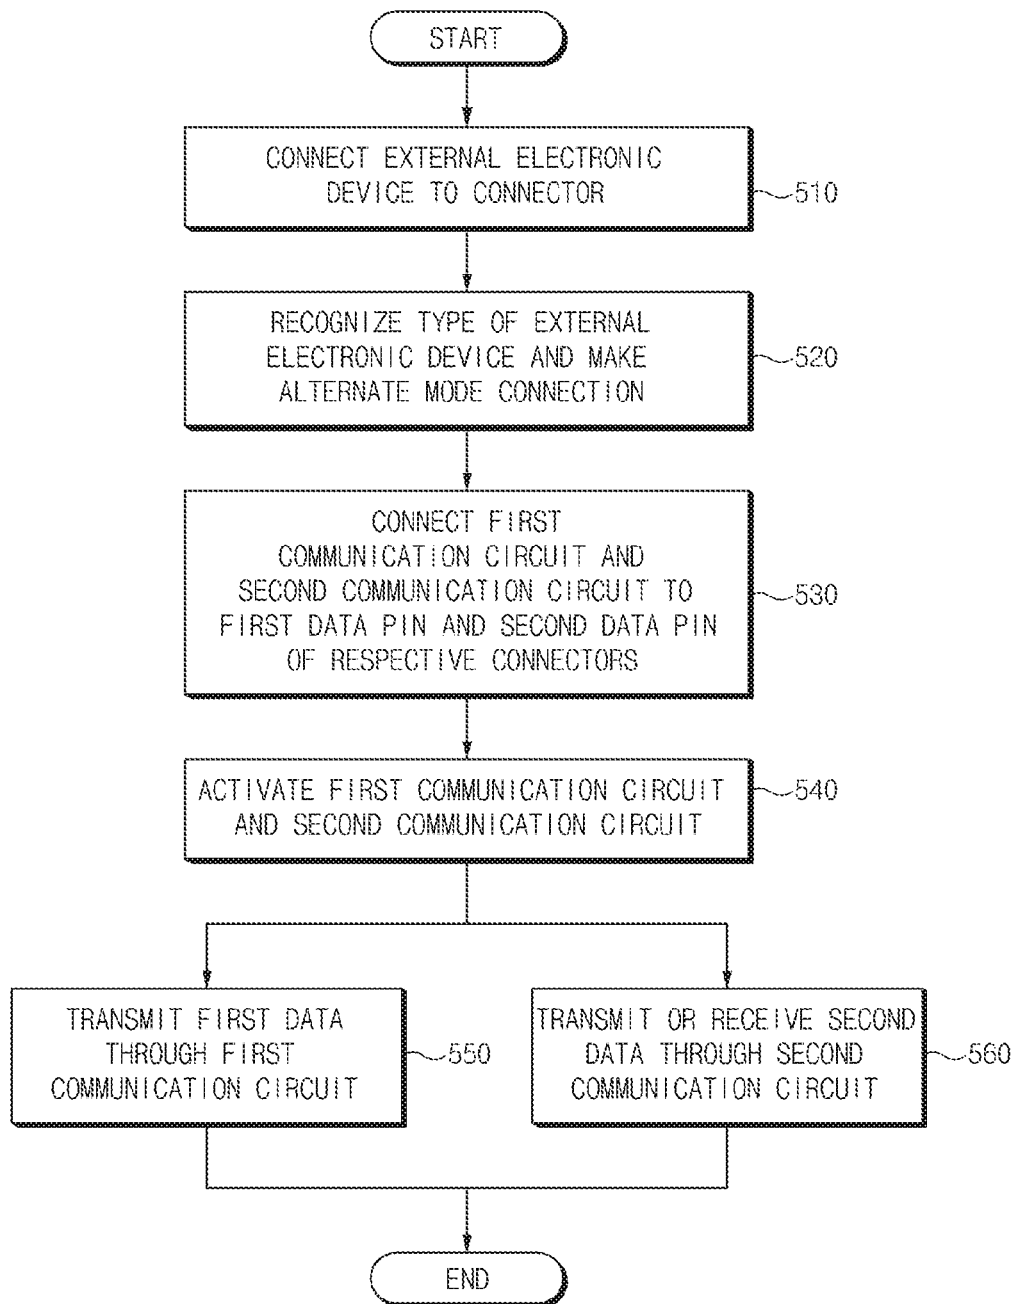 START
CONNECT EXTERNAL ELECTRONIC
DEVICE TO CONNECTOR
510
RECOGNIZE TYPE OF EXTERNAL
ELECTRONIC DEVICE AND MAKE
ALTERNATE MODE CONNECTION
520
CONNECT FIRST
COMMUNICATION CIRCUIT AND
SECOND COMMUNICATION CIRCUIT TO
FIRST DATA PIN AND SECOND DATA PIN
OF RESPECTIVE CONNECTORS
530
ACTIVATE FIRST COMMUNICATION CIRCUIT
AND SECOND COMMUNICATION CIRCUIT
540
TRANSMIT FIRST DATA
THROUGH FIRST
COMMUNICATION CIRCUIT
550
TRANSMIT OR RECEIVE SECOND
DATA THROUGH SECOND
COMMUNICATION CIRCUIT
560
END